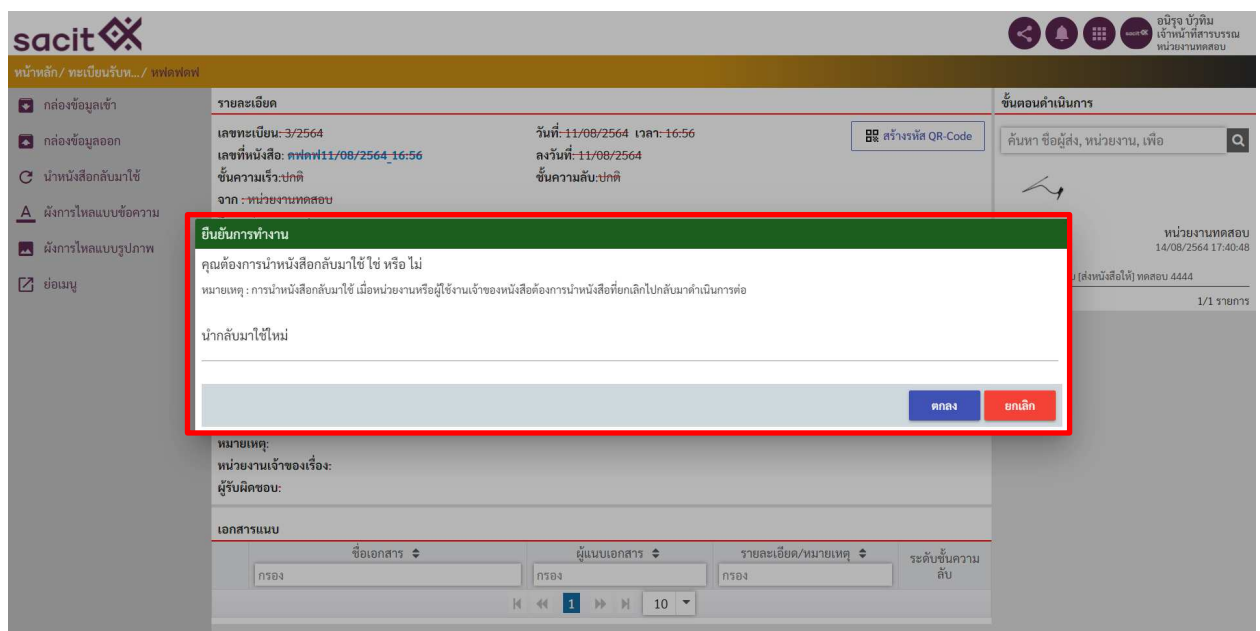 sacit
อนิรุจ บัวทิม
เจ้าหน้าที่สารบรรณ
หน่วยงานทดสอบ
หน้าหลัก/ ทะเบียนรับห.../ หฟดฟดฟ
กล่องข้อมูลเข้า
กล่องข้อมูลออก
นำหนังสือกลับมาใช้
ผังการไหลแบบข้อความ
ผังการไหลแบบรูปภาพ
ย่อเมนู
รายละเอียด
เลขทะเบียน: 3/2564 วันที่: 11/08/2564 เวลา: 16:56
สร้างรหัส QR-Code
เลขที่หนังสือ: ดฟดฟ11/08/2564_16:56 ลงวันที่: 11/08/2564
ชั้นความเร็ว:ปกติ ชั้นความลับ:ปกติ
จาก : หน่วยงานทดสอบ
ขั้นตอนดำเนินการ
ค้นหา ชื่อผู้ส่ง, หน่วยงาน, เพื่อ
หน่วยงานทดสอบ
14/08/2564 17:40:48
[ส่งหนังสือให้] ทดสอบ 4444
1/1 รายการ
ยืนยันการทำงาน
คุณต้องการนำหนังสือกลับมาใช้ ใช่ หรือ ไม่
หมายเหตุ : การนำหนังสือกลับมาใช้ เมื่อหน่วยงานหรือผู้ใช้งานเจ้าของหนังสือต้องการนำหนังสือที่ยกเลิกไปกลับมาดำเนินการต่อ
นำกลับมาใช้ใหม่
ตกลง ยกเลิก
หมายเหตุ:
หน่วยงานเจ้าของเรื่อง:
ผู้รับผิดชอบ:
เอกสารแนบ
ชื่อเอกสาร ผู้แนบเอกสาร รายละเอียด/หมายเหตุ ระดับชั้นความลับ
กรอง กรอง กรอง
1 10